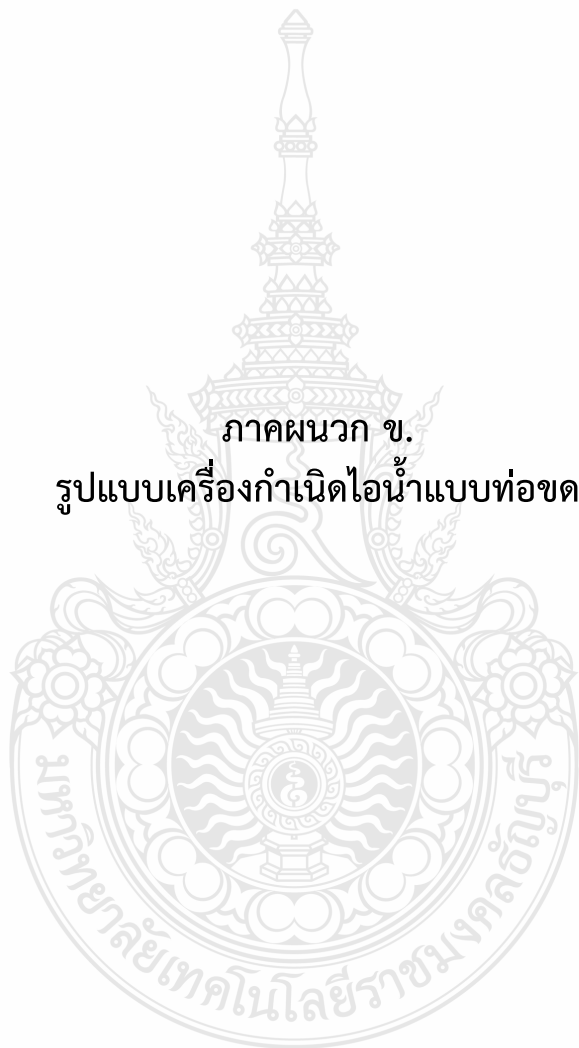 ภาคผนวก ข.
รูปแบบเครื่องกำเนิดไอน้ำแบบท่อขด
มหาวิทยาลัยเทคโนโลยีราชมงคลธัญบุรี